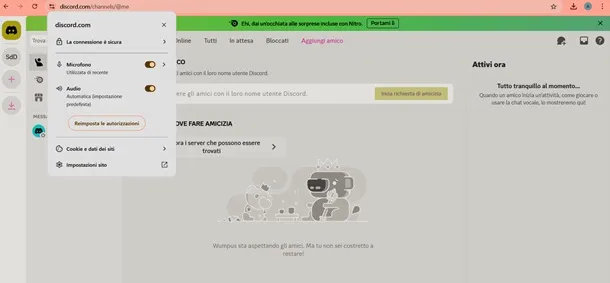 discord.com/channels/@me
discord.com
La connessione è sicura
Microfono
Utilizzata di recente
Audio
Automatica (impostazione
predefinita)
Reimposta le autorizzazioni
Cookie e dati dei siti
Impostazioni sito
Ehi, dai un'occhiata alle sorprese incluse con Nitro.
Portami lì
Trova
Online
Tutti
In attesa
Bloccati
Aggiungi amico
SdD
MESSA
ICO
i amici con il loro nome utente Discord.
ere gli amici con il loro nome utente Discord.
Invia richiesta di amicizia
OVE FARE AMICIZIA
ora i server che possono essere
trovati
Wumpus sta aspettando gli amici. Ma tu non sei costretto a
restare!
Attivi ora
Tutto tranquillo al momento...
Quando un amico inizia un'attività, come giocare o
usare la chat vocale, lo mostreremo qui!